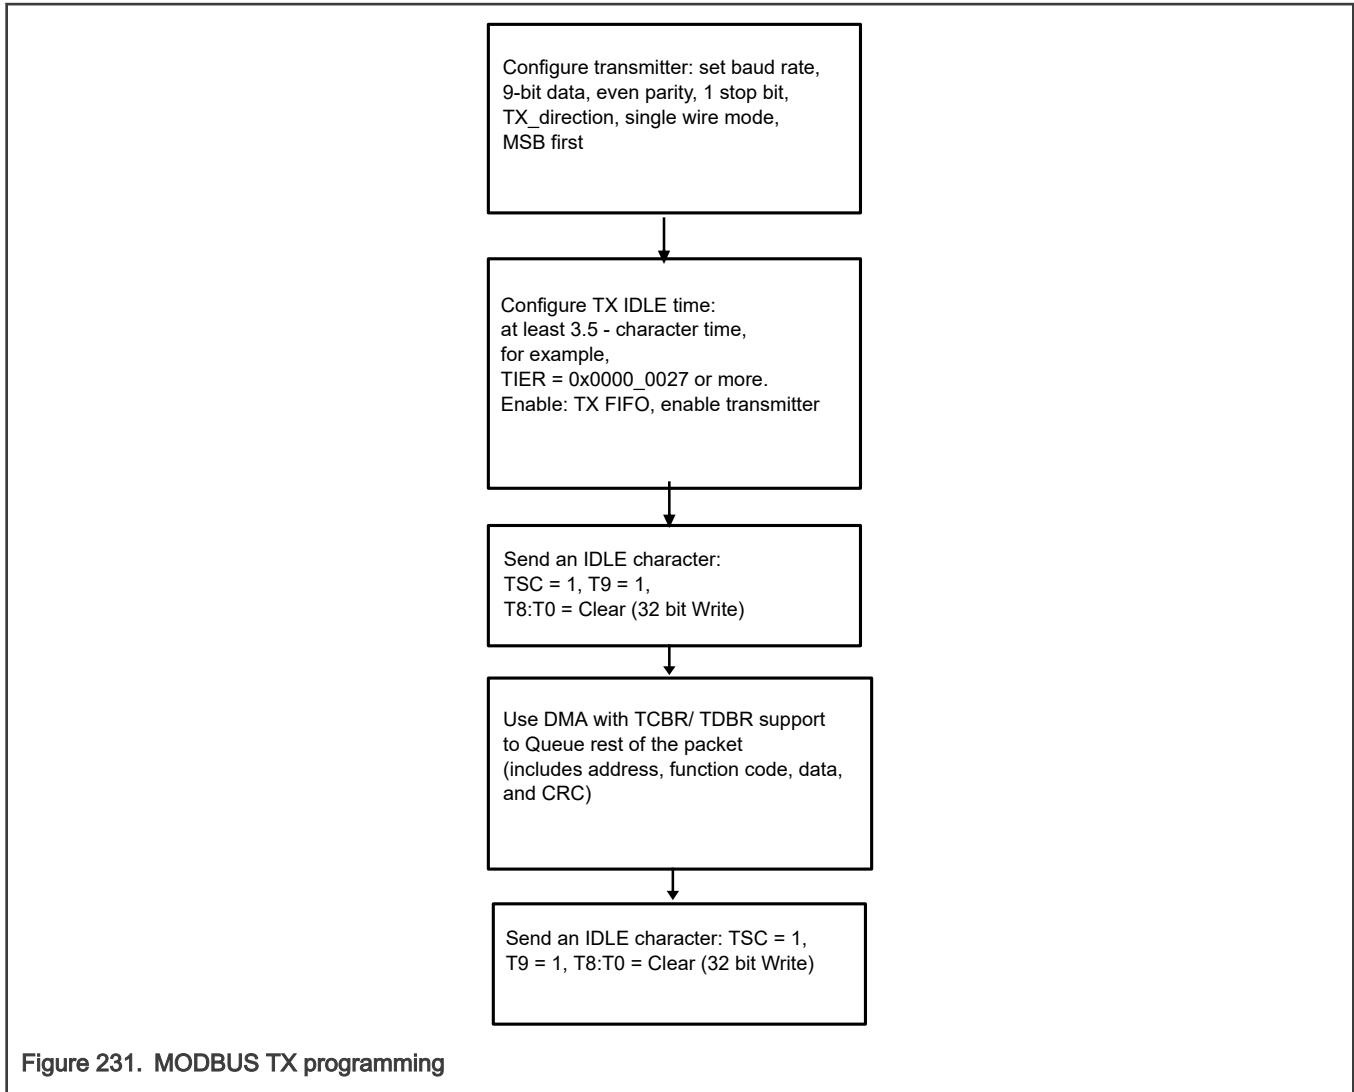 Configure transmitter: set baud rate,
9-bit data, even parity, 1 stop bit,
TX_direction, single wire mode,
MSB first
Configure TX IDLE time:
at least 3.5 - character time,
for example,
TIER = 0x0000_0027 or more.
Enable: TX FIFO, enable transmitter
Send an IDLE character:
TSC = 1, T9 = 1,
T8:T0 = Clear (32 bit Write)
Use DMA with TCBR/ TDBR support
to Queue rest of the packet
(includes address, function code, data,
and CRC)
Send an IDLE character: TSC = 1,
T9 = 1, T8:T0 = Clear (32 bit Write)
Figure 231. MODBUS TX programming